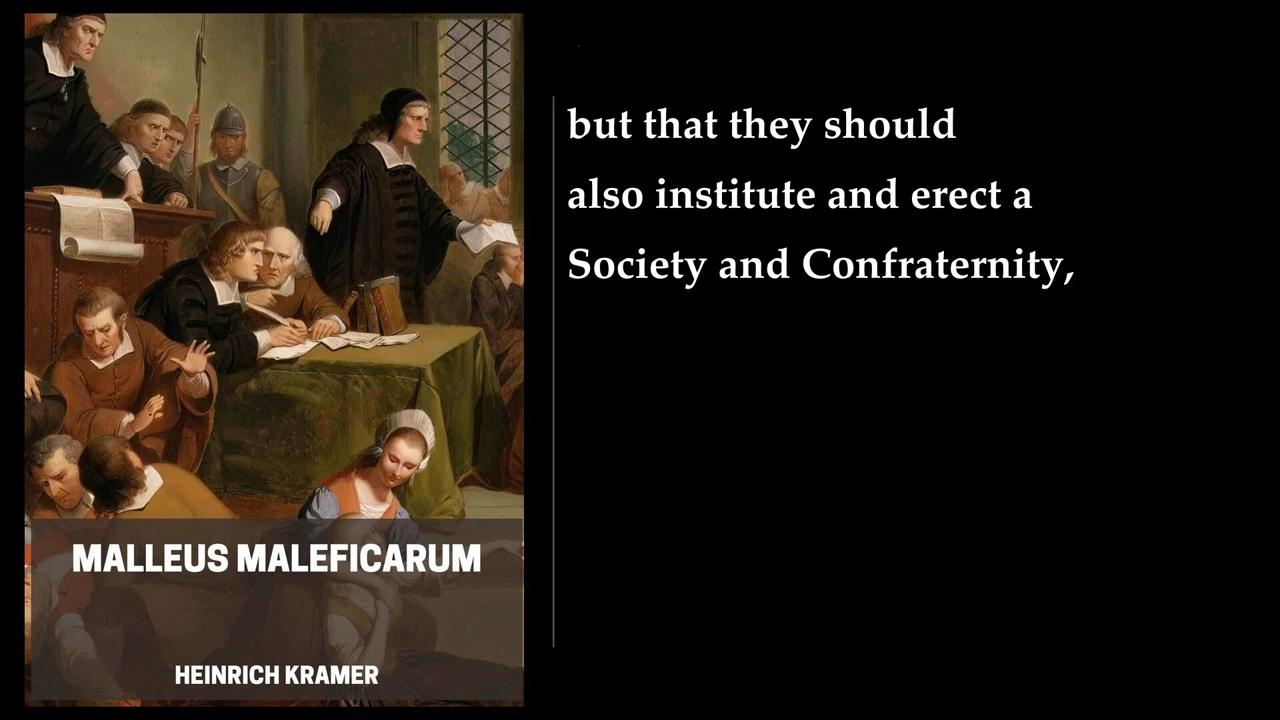 but that they should
also institute and erect a
Society and Confraternity,
MALLEUS MALEFICARUM
HEINRICH KRAMER